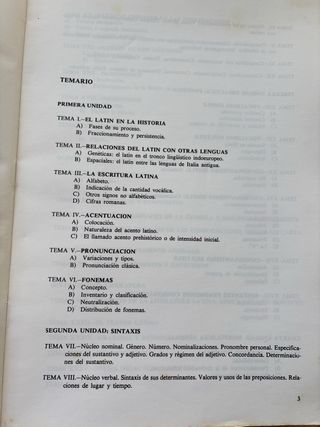 TEMARIO
PRIMERA UNIDAD
TEMA I.—EL LATIN EN LA HISTORIA
A) Fases de su proceso.
B) Fraccionamiento y persistencia.
TEMA II.—RELACIONES DEL LATIN CON OTRAS LENGUAS
A) Genéticas: el latín en el tronco lingüístico indoeuropeo.
B) Espaciales: el latín entre las lenguas de Italia antigua.
TEMA III.—LA ESCRITURA LATINA
A) Alfabeto.
B) Indicación de la cantidad vocálica.
C) Otros signos no alfabéticos.
D) Cifras romanas.
TEMA IV.—ACENTUACION
A) Colocación.
B) Naturaleza del acento latino.
C) El llamado acento prehistórico o de intensidad inicial.
TEMA V.—PRONUNCIACION
A) Variaciones y tipos.
B) Pronunciación clásica.
TEMA VI.—FONEMAS
A) Concepto.
B) Inventario y clasificación.
C) Neutralización.
D) Distribución de fonemas.
SEGUNDA UNIDAD: SINTAXIS
TEMA VII.—Núcleo nominal. Género. Número. Nominalizaciones. Pronombre personal. Especifica-
ciones del sustantivo y adjetivo. Grados y régimen del adjetivo. Concordancia. Determinacio-
nes del sustantivo.
TEMA VIII.—Núcleo verbal. Sintaxis de sus determinantes. Valores y usos de las preposiciones. Rela-
ciones de lugar y tiempo.
3